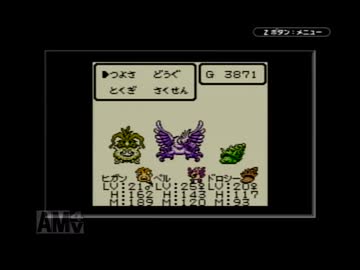 Z ボタン:メニュー
▶つよさ どうぐ
とくぎ さくせん
G 3871
ヒガン ベル ドロシー
LV:21♂ LV:25♀ LV:20♀
H:162 H:143 H:117
M:189 M:120 M:93
AM